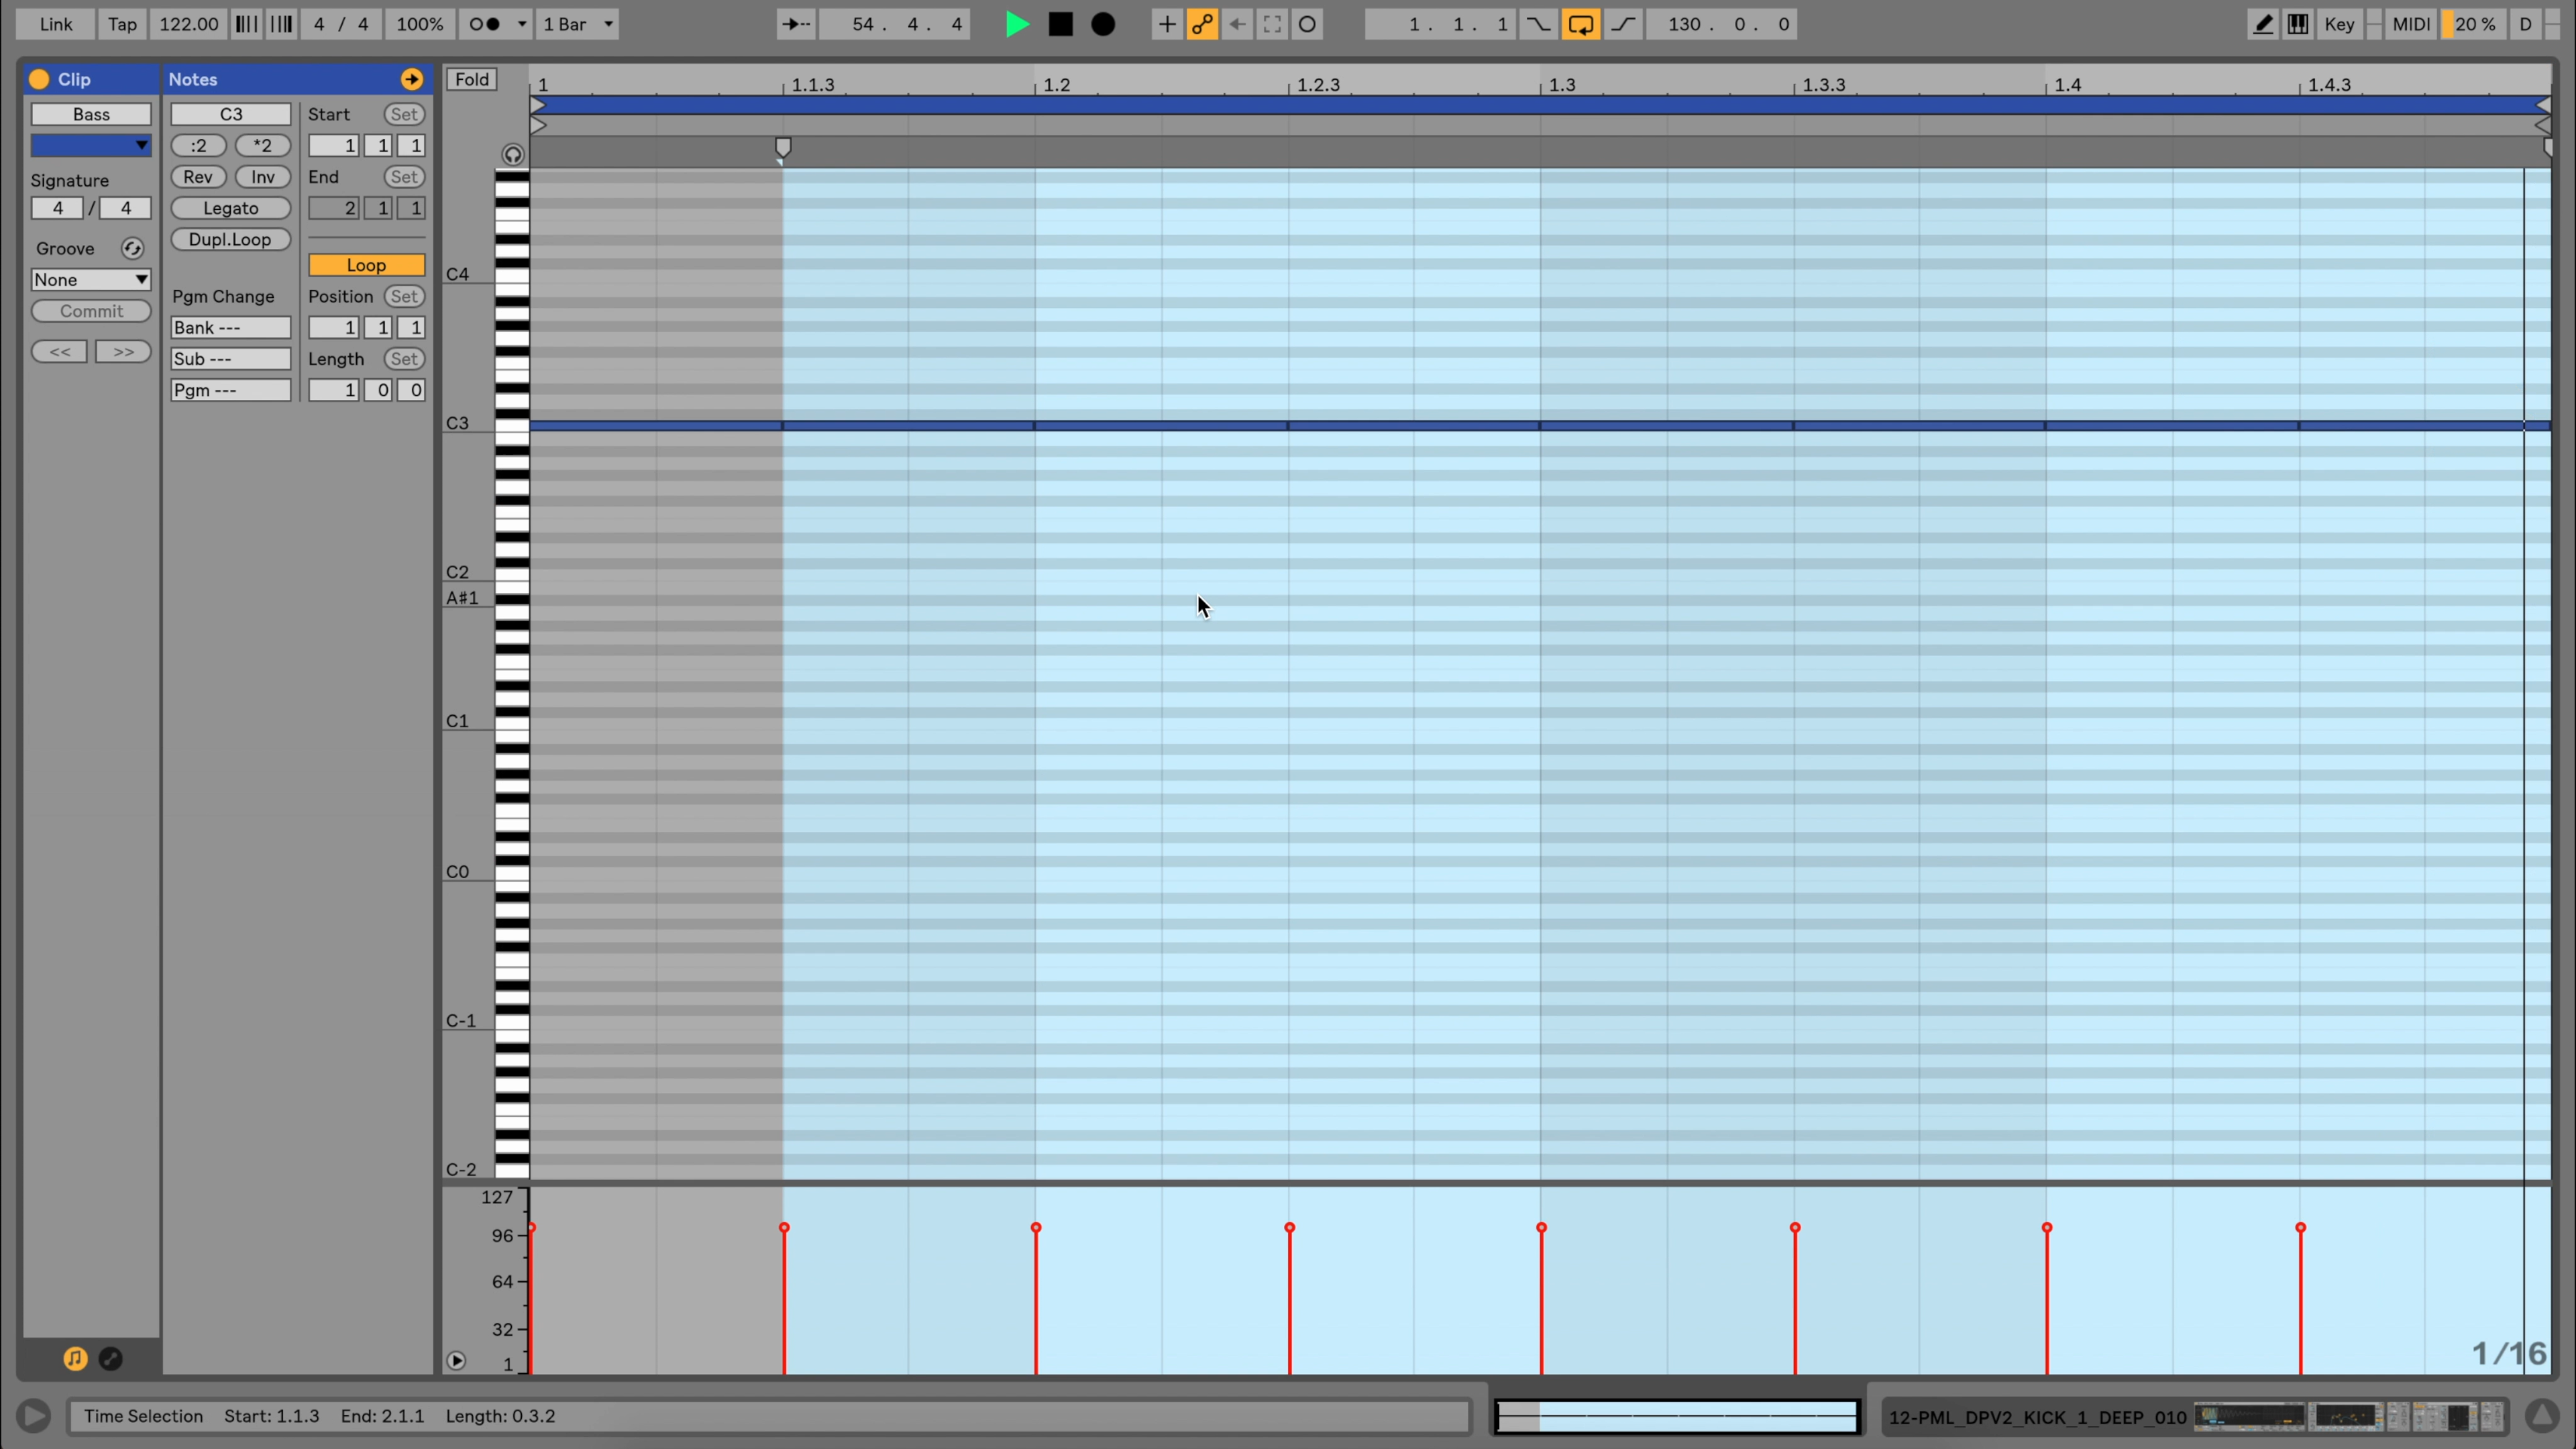 Link Tap 122.00 4 / 4 100% 1 Bar 54. 4. 4 1. 1. 1 130. 0. 0 Key MIDI 20 % D
Clip Notes Fold 1 1.1.3 1.2 1.2.3 1.3 1.3.3 1.4 1.4.3
Bass C3 Start Set
:2 *2 1 1 1
Signature Rev Inv End Set
4 / 4 Legato 2 1 1
Groove Dupl.Loop
Loop
None
Pgm Change Position Set
Commit
Bank --- 1 1 1
<< >> Sub --- Length Set
Pgm --- 1 0 0
C4
C3
C2
A#1
C1
C0
C-1
C-2
127
96
64
32
1
1/16
Time Selection Start: 1.1.3 End: 2.1.1 Length: 0.3.2 12-PML_DPV2_KICK_1_DEEP_010